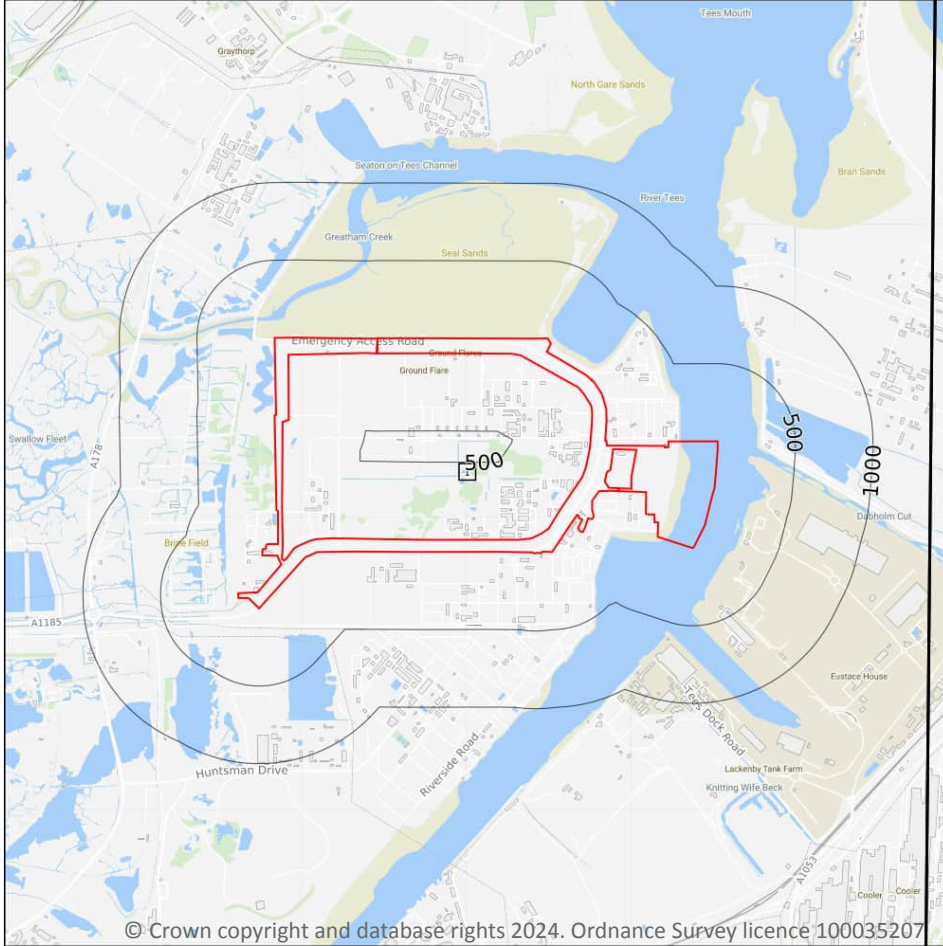 Tees Mouth
Graythorp
North Gare Sands
Seaton on Tees Channel
Bran Sands
River Tees
Greatham Creek
Seal Sands
Emergency Access Road
Ground Flares
Ground Flare
500
1000
Swallow Fleet
A178
500
Dabholm Cut
Brine Field
A1185
Eustace House
Tees Dock Road
Huntsman Drive
Riverside Road
Lackenby Tank Farm
Knitting Wife Beck
A1053
Cooler
Cooler
© Crown copyright and database rights 2024. Ordnance Survey licence 100035207